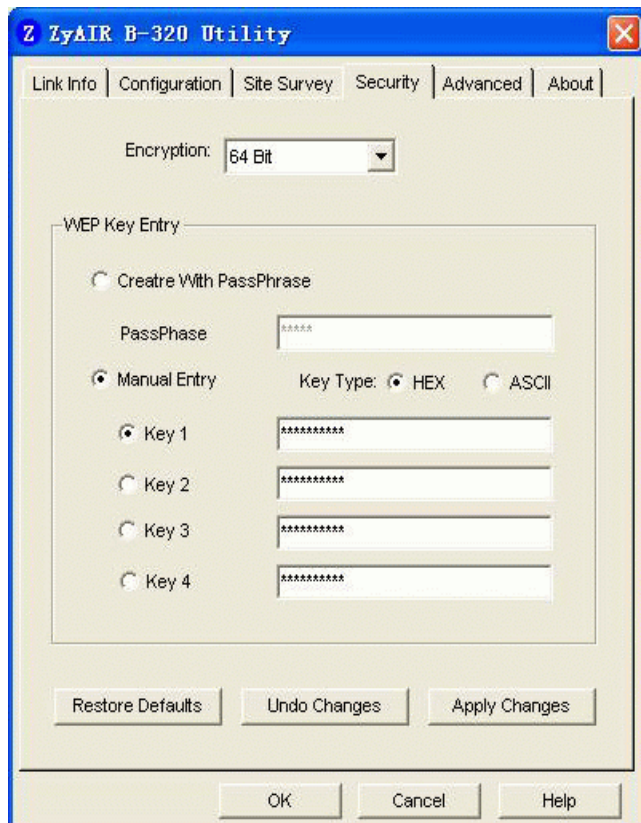 Z ZyAIR B-320 Utility
Link Info Configuration Site Survey Security Advanced About
Encryption: 64 Bit
WEP Key Entry
Creatre With PassPhrase
PassPhase *****
Manual Entry Key Type: HEX ASCII
Key 1 **********
Key 2 **********
Key 3 **********
Key 4 **********
Restore Defaults Undo Changes Apply Changes
OK Cancel Help